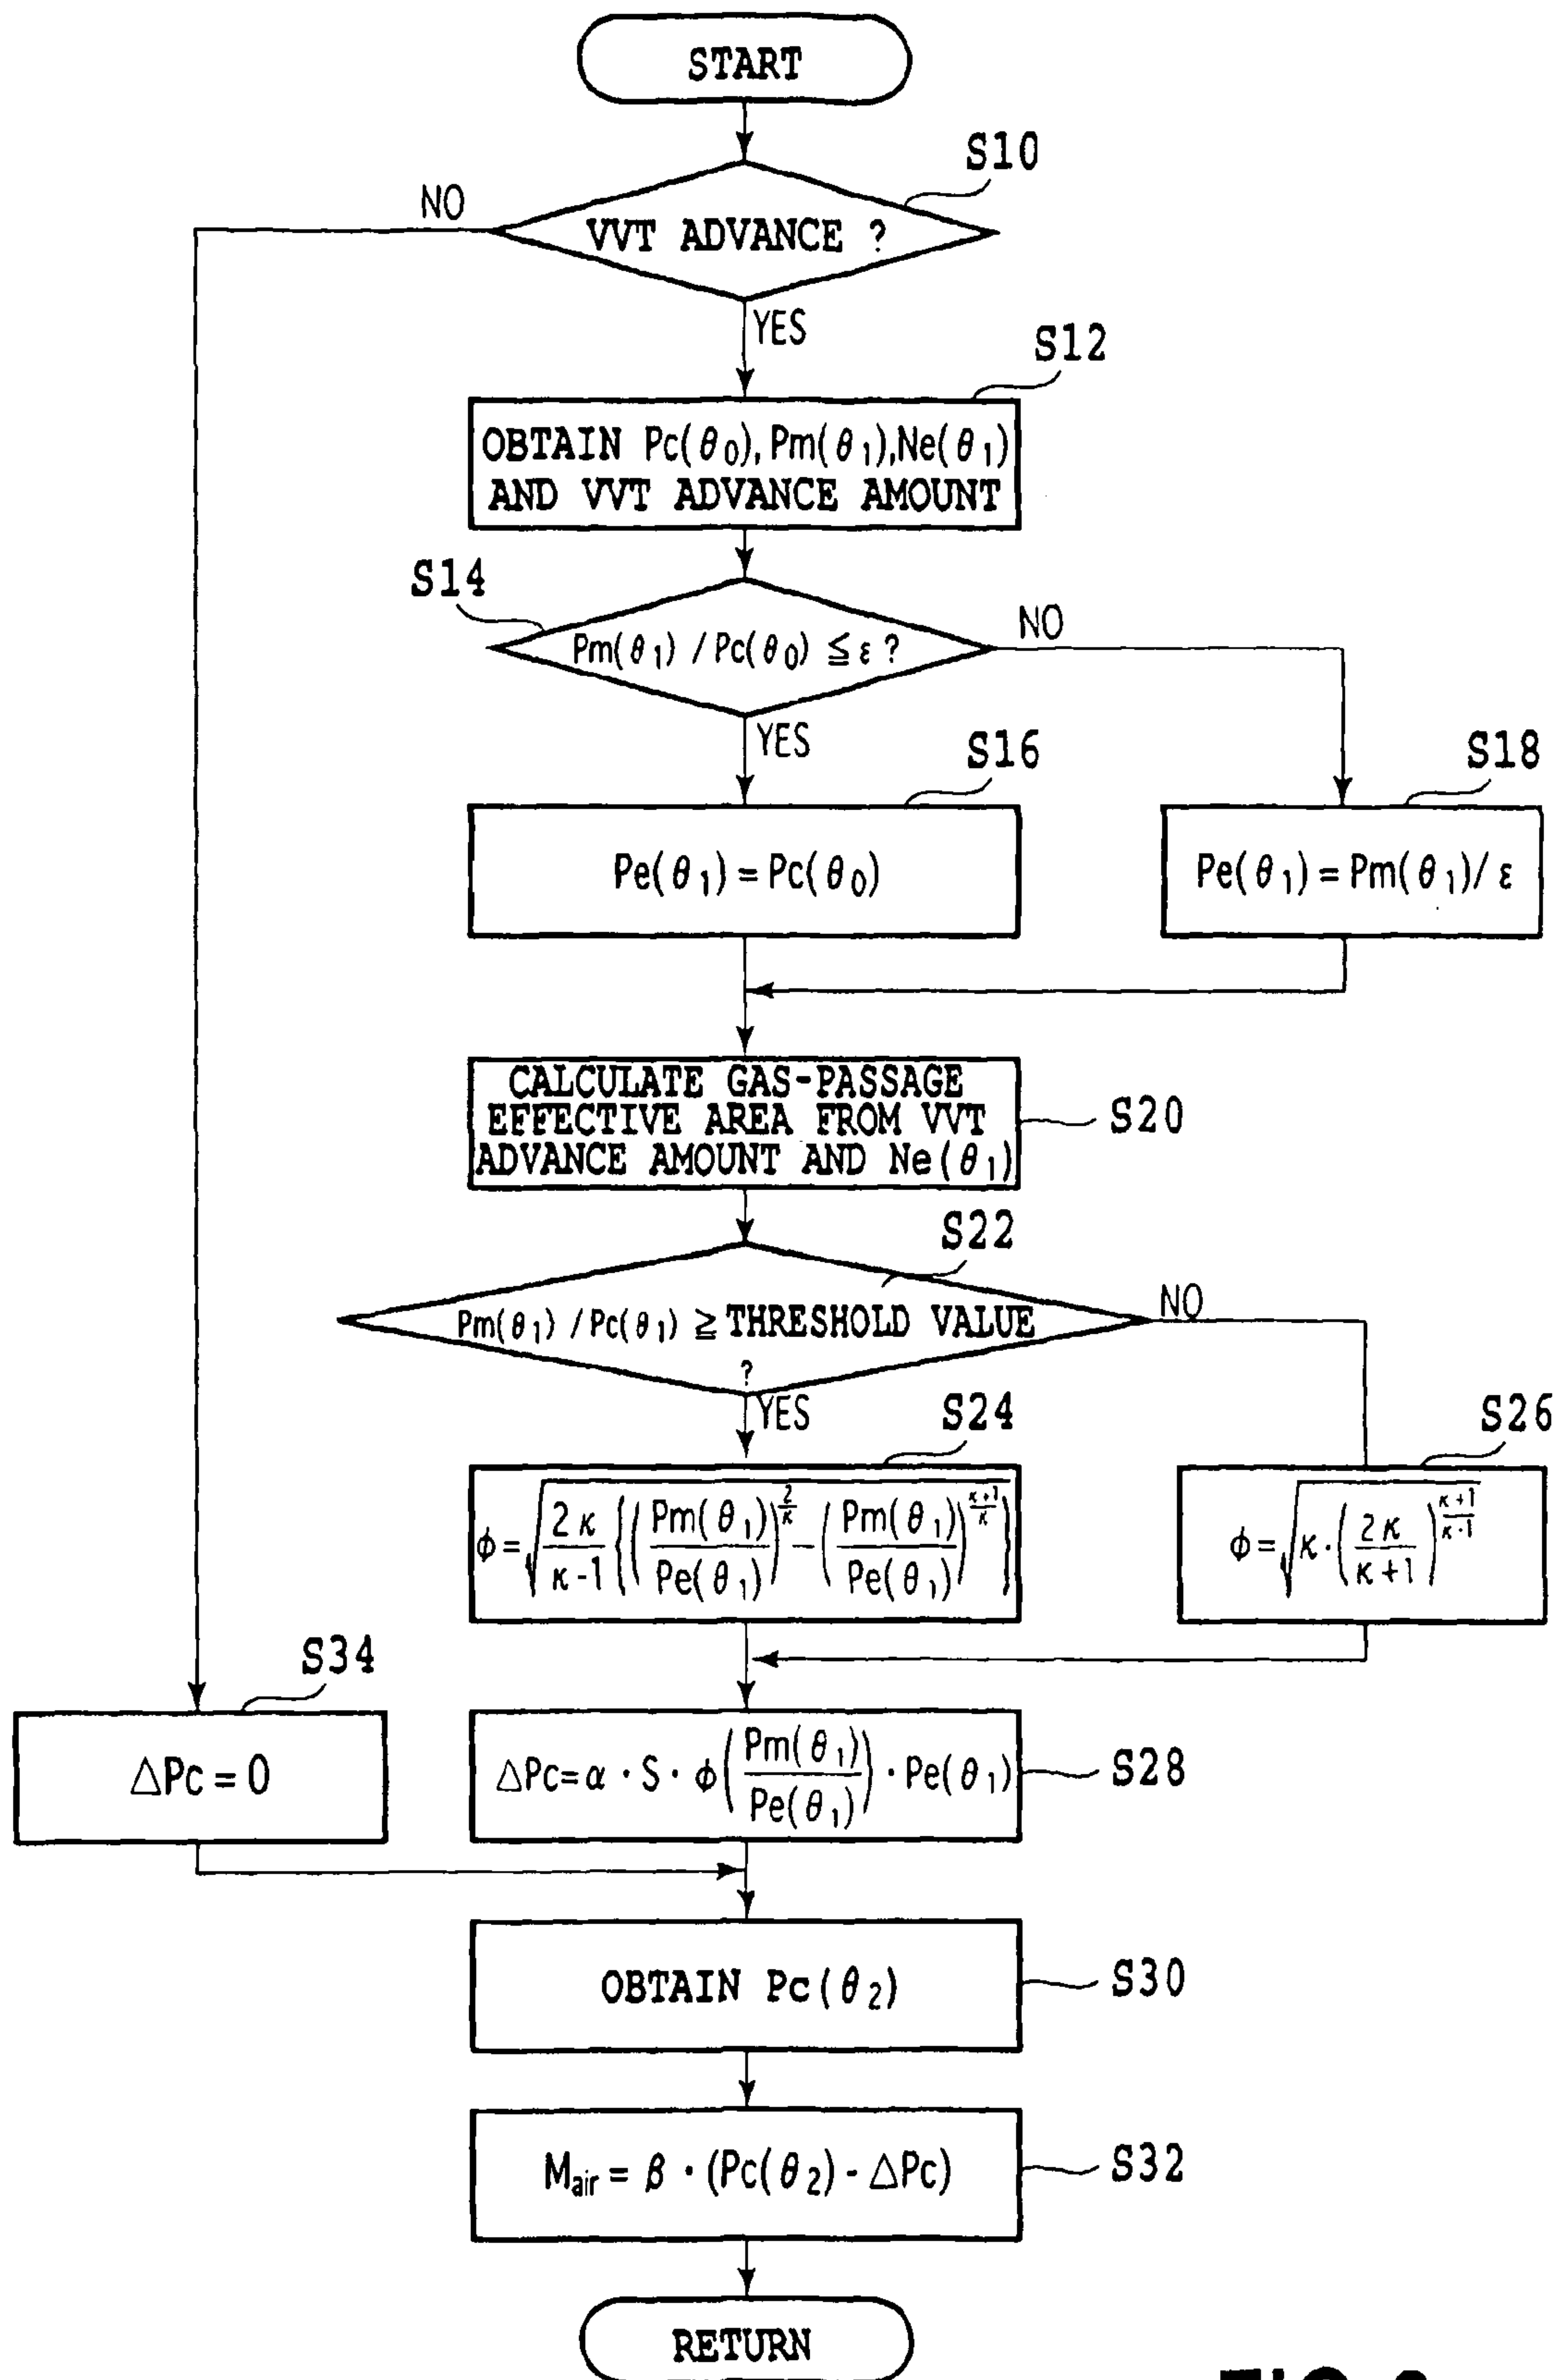 START
S10
NO
VVT ADVANCE ?
YES
S12
OBTAIN Pc(θ0), Pm(θ1), Ne(θ1)
AND VVT ADVANCE AMOUNT
S14
Pm(θ1) / Pc(θ0) ≦ ε ?
NO
YES
S16
S18
Pe(θ1) = Pc(θ0)
Pe(θ1) = Pm(θ1) / ε
CALCULATE GAS-PASSAGE
EFFECTIVE AREA FROM VVT
ADVANCE AMOUNT AND Ne(θ1)
S20
S22
Pm(θ1) / Pc(θ1) ≧ THRESHOLD VALUE
?
NO
YES
S24
S26
φ = √(2κ/(κ-1) {(Pm(θ1)/Pe(θ1))^(2/κ) − (Pm(θ1)/Pe(θ1))^((κ+1)/κ)})
φ = √(κ · (2κ/(κ+1))^((κ+1)/(κ-1)))
S34
ΔPc = 0
ΔPc = α · S · φ(Pm(θ1)/Pe(θ1)) · Pe(θ1)
S28
OBTAIN Pc(θ2)
S30
Mair = β · (Pc(θ2) - ΔPc)
S32
RETURN